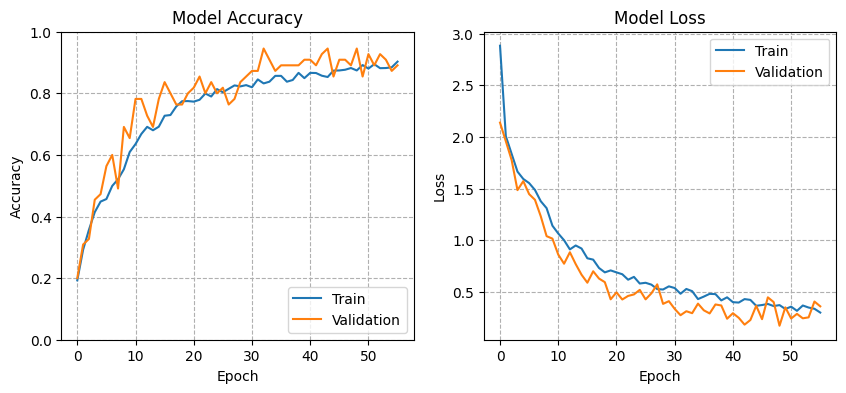 Model Accuracy
1.0
0.8
0.6
0.4
0.2
0.0
Accuracy
0 10 20 30 40 50
Epoch
Train
Validation
Model Loss
3.0
2.5
2.0
1.5
1.0
0.5
Loss
0 10 20 30 40 50
Epoch
Train
Validation